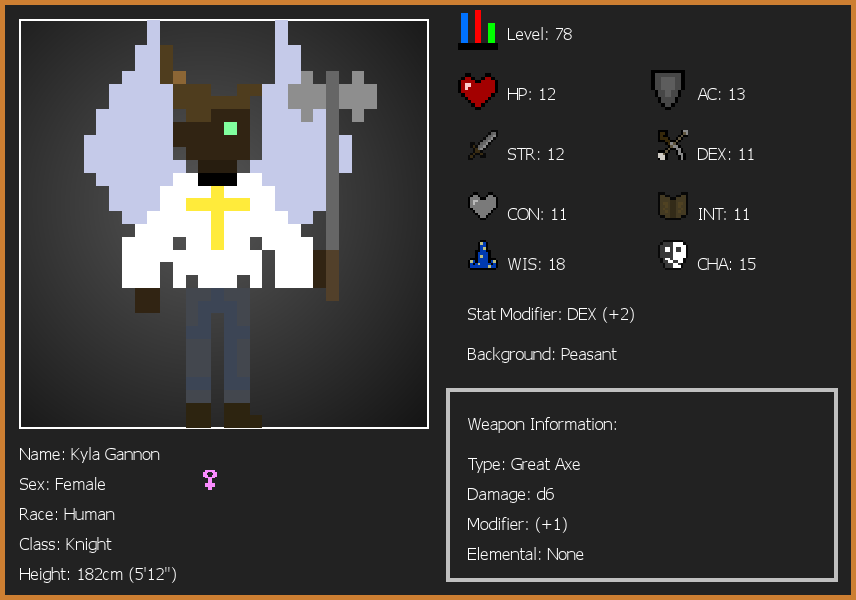 Level: 78
HP: 12
AC: 13
STR: 12
DEX: 11
CON: 11
INT: 11
WIS: 18
CHA: 15
Stat Modifier: DEX (+2)
Background: Peasant
Weapon Information:
Type: Great Axe
Damage: d6
Modifier: (+1)
Elemental: None
Name: Kyla Gannon
Sex: Female
Race: Human
Class: Knight
Height: 182cm (5'12")